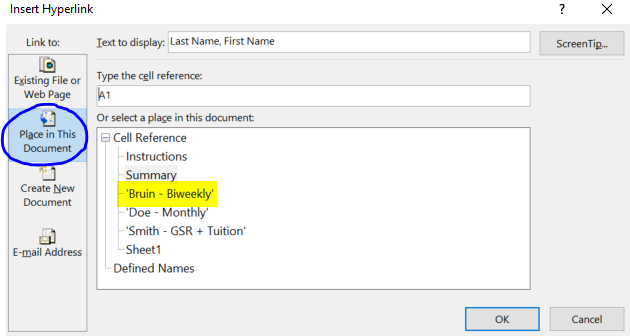 Insert Hyperlink ? ×
Link to:
Text to display: Last Name, First Name
ScreenTip...
Existing File or
Web Page
Place in This
Document
Create New
Document
E-mail Address
Type the cell reference:
A1
Or select a place in this document:
Cell Reference
Instructions
Summary
'Bruin - Biweekly'
'Doe - Monthly'
'Smith - GSR + Tuition'
Sheet1
Defined Names
OK
Cancel